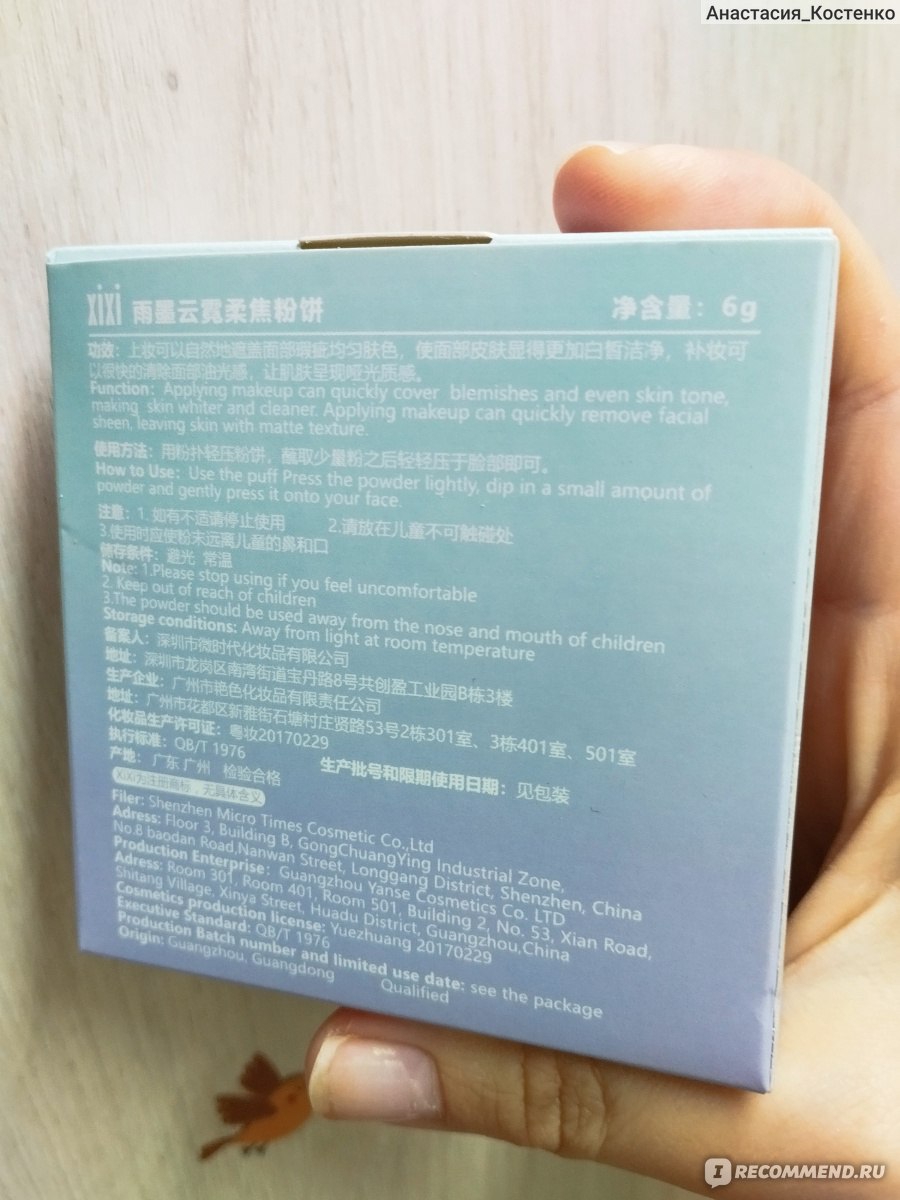 Анастасия_Костенко
xixi 雨墨云霓柔焦粉饼 净含量：6g
功效：上妆可以自然地遮盖面部瑕疵均匀肤色，使面部皮肤显得更加白皙洁净，补妆可
以很快的清除面部油光感，让肌肤呈现哑光质感。
Function: Applying makeup can quickly cover blemishes and even skin tone,
making skin whiter and cleaner. Applying makeup can quickly remove facial
sheen, leaving skin with matte texture.
使用方法：用粉扑轻压粉饼，蘸取少量粉之后轻轻压于脸部即可。
How to Use: Use the puff Press the powder lightly, dip in a small amount of
powder and gently press it onto your face.
注意：1. 如有不适请停止使用 2.请放在儿童不可触碰处
3.使用时应使粉末远离儿童的鼻和口
储存条件：避光 常温
Note: 1.Please stop using if you feel uncomfortable
2. Keep out of reach of children
3.The powder should be used away from the nose and mouth of children
Storage conditions: Away from light at room temperature
备案人：深圳市微时代化妆品有限公司
地址：深圳市龙岗区南湾街道宝丹路8号共创盈工业园B栋3楼
生产企业：广州市艳色化妆品有限责任公司
地址：广州市花都区新雅街石塘村庄贤路53号2栋301室、3栋401室、501室
化妆品生产许可证：粤妆20170229
执行标准：QB/T 1976 生产批号和限期使用日期：见包装
产地：广东 广州 检验合格
XiXi为注册商标，无具体含义
Filer: Shenzhen Micro Times Cosmetic Co.,Ltd
Adress: Floor 3, Building B, GongChuangYing Industrial Zone,
No.8 baodan Road,Nanwan Street, Longgang District, Shenzhen, China
Production Enterprise: Guangzhou Yanse Cosmetics Co. LTD
Adress: Room 301, Room 401, Room 501, Building 2, No. 53, Xian Road,
Shitang Village, Xinya Street, Huadu District, Guangzhou,China
Cosmetics production license: Yuezhuang 20170229
Executive Standard: QB/T 1976
Production Batch number and limited use date: see the package
Origin: Guangzhou, Guangdong Qualified
IRECOMMEND.RU